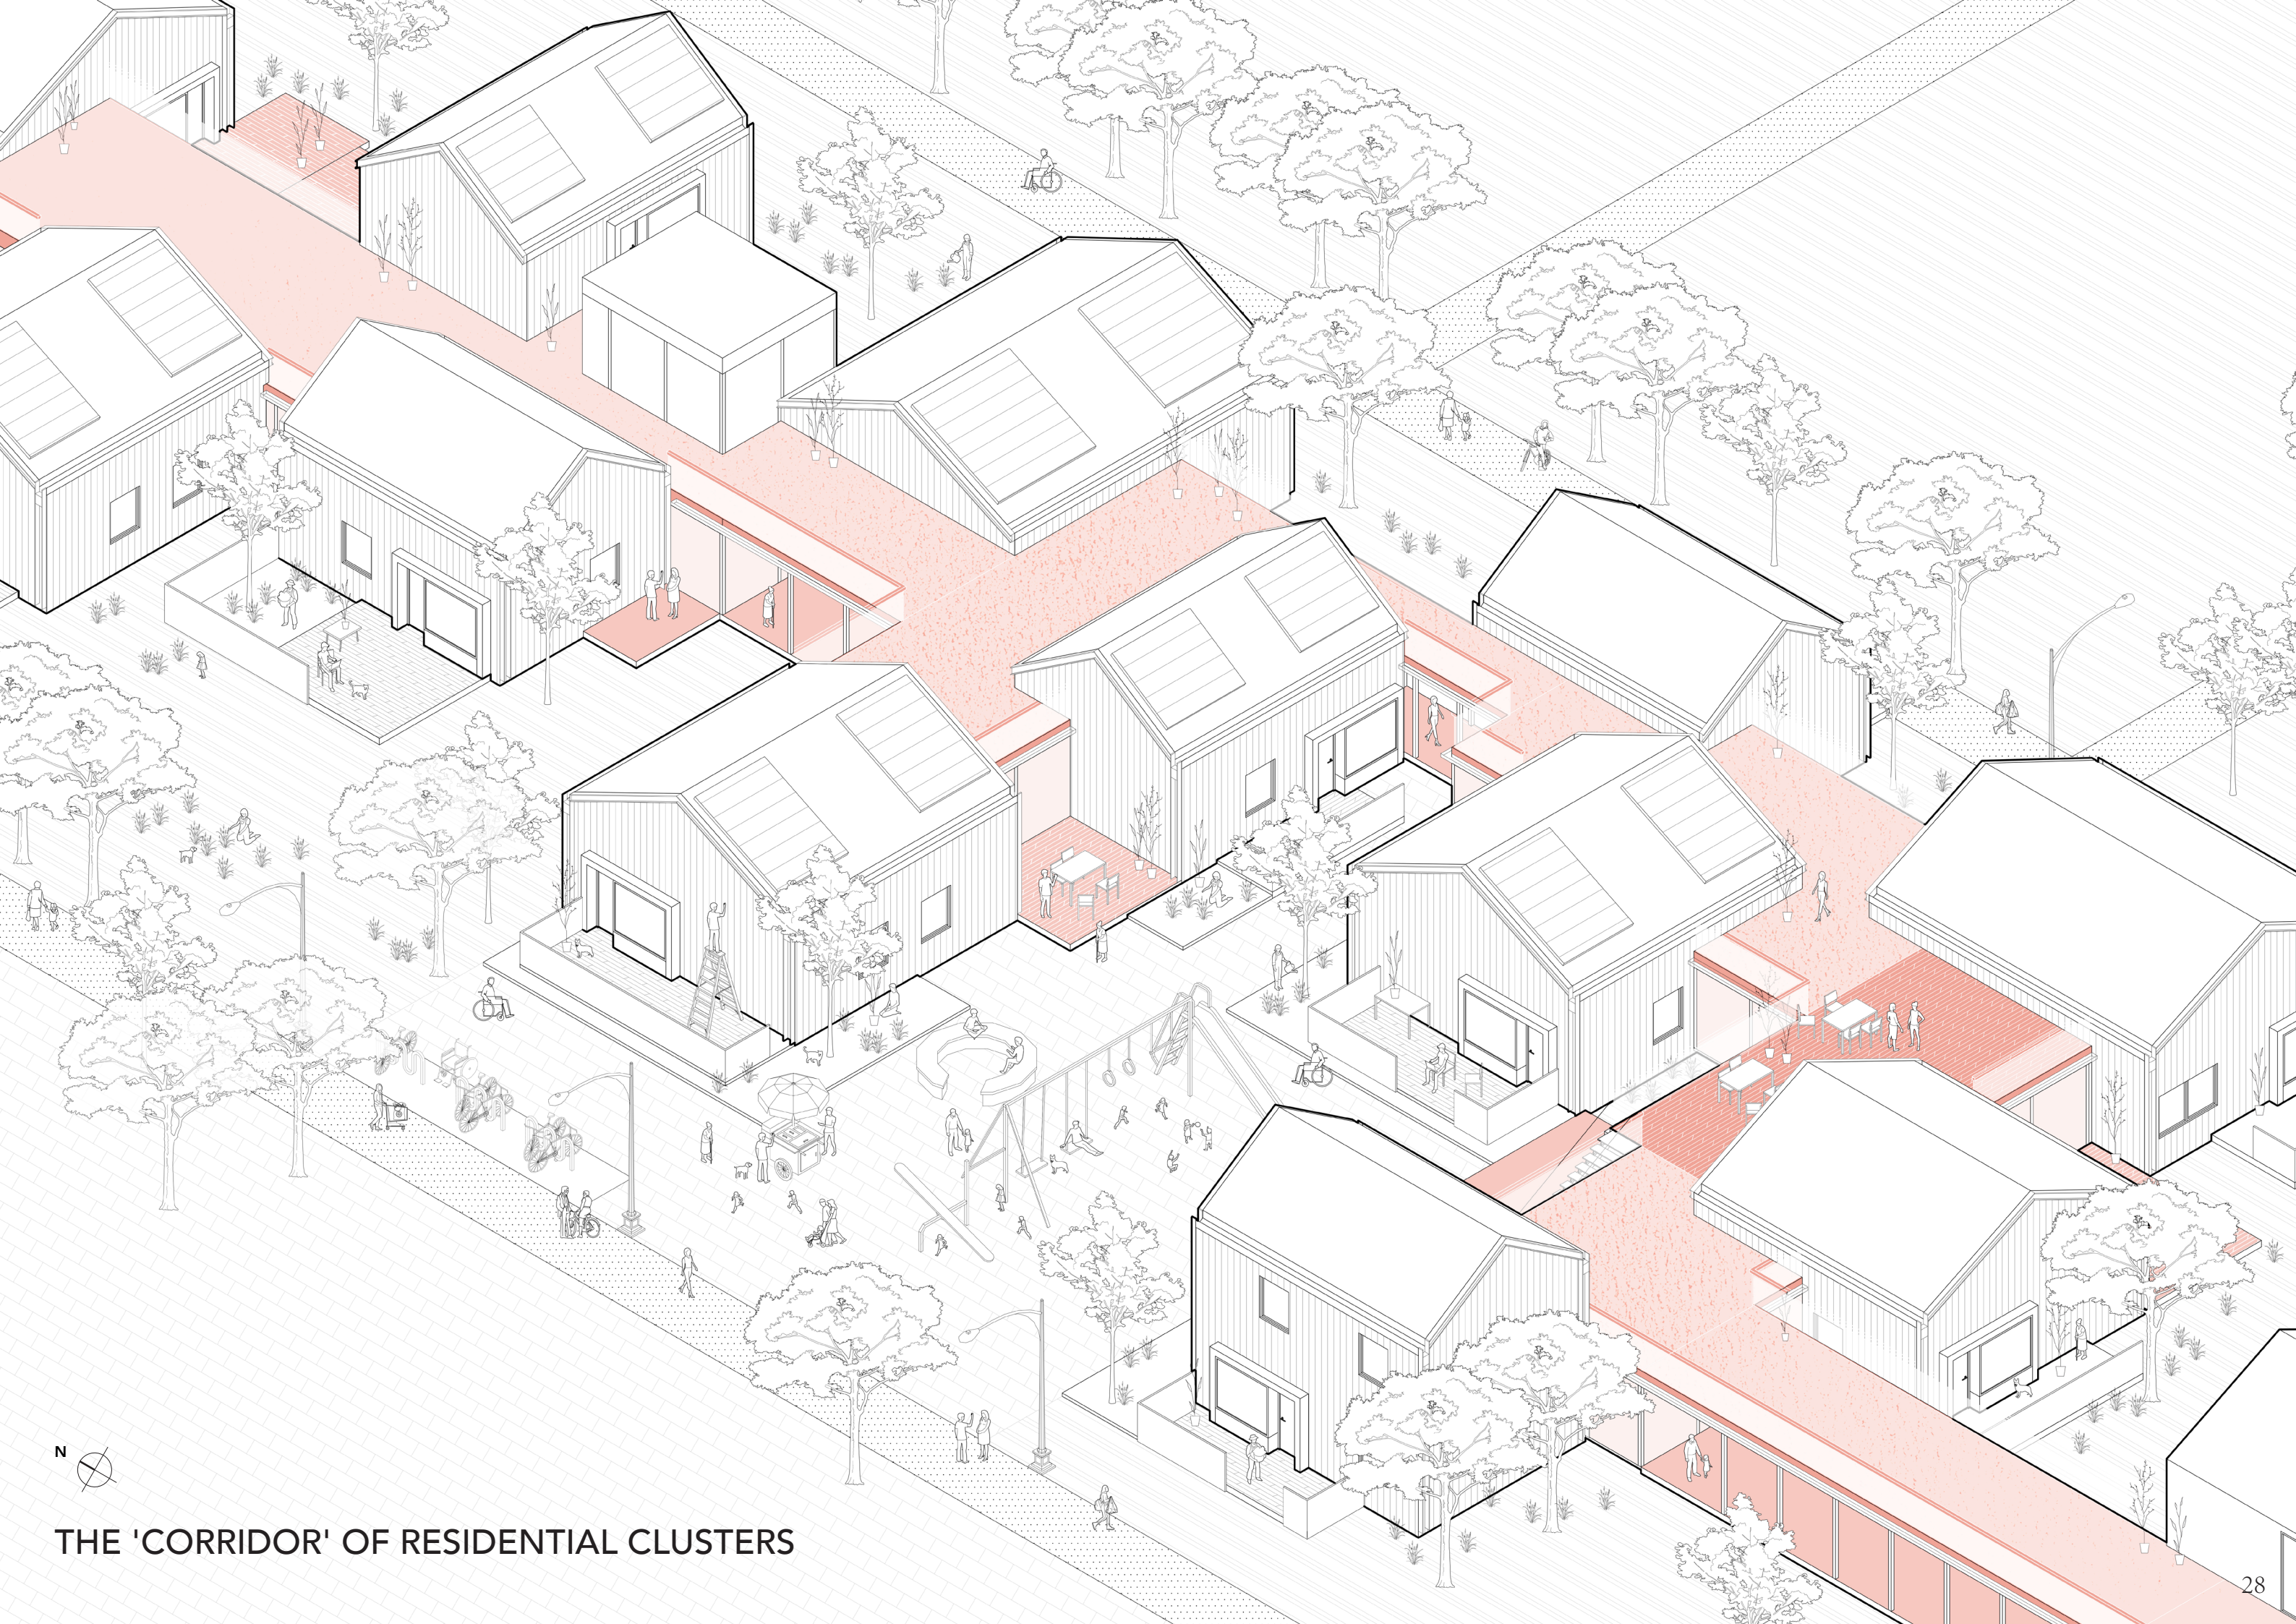 N
THE 'CORRIDOR' OF RESIDENTIAL CLUSTERS
28